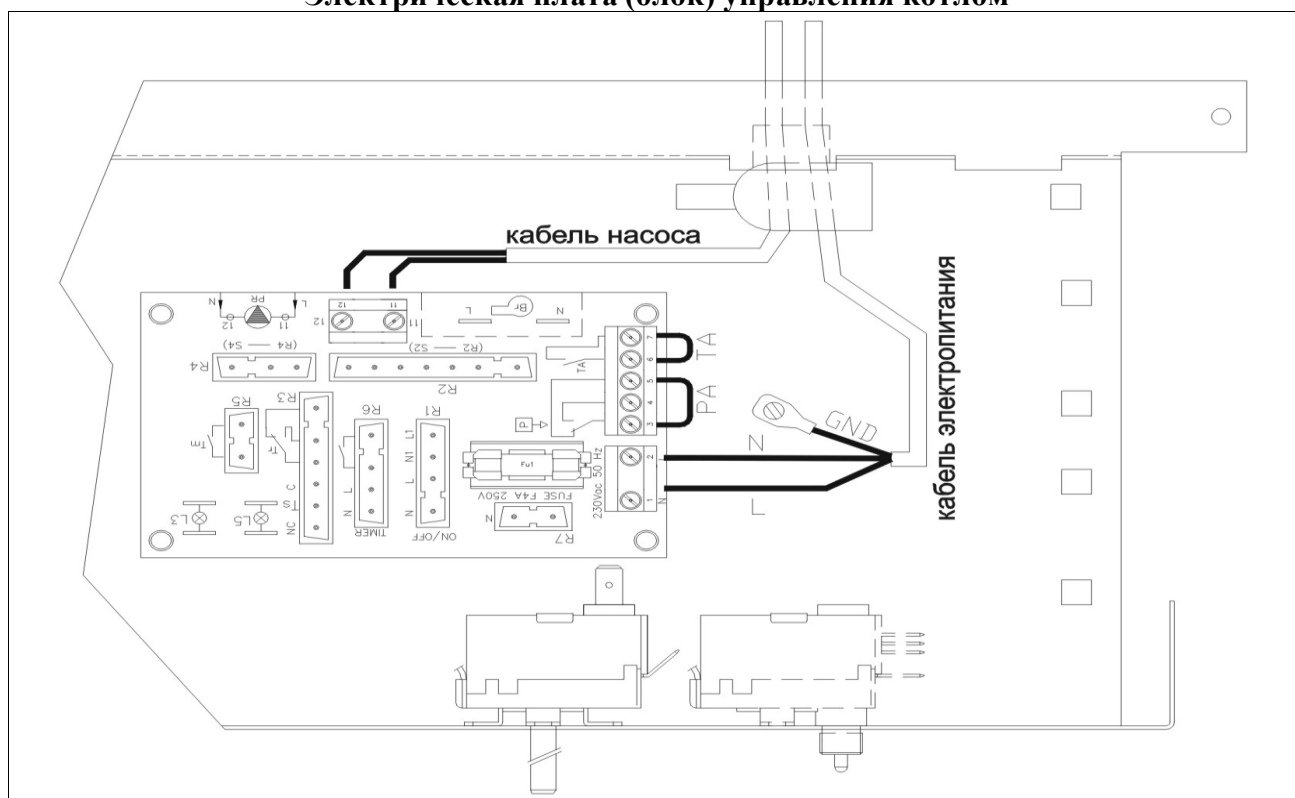 Электрическая плата (блок) управления котлом
кабель насоса
кабель электропитания
N
PR
L
12
11
12
11
12
11
L
Br
N
(R4 — S4)
(R2 — S2)
R4
R2
TA
7
6
5
4
3
TA
PA
R5
R3
R6
R1
P
Tm
Tr
L1
N1
L
N
L
N
C
TS
NC
L3
L5
TIMER
ON/OFF
Fu1
FUSE F4A 250V
N
R7
230Vac 50 Hz
2
1
L
N
N
L
GND